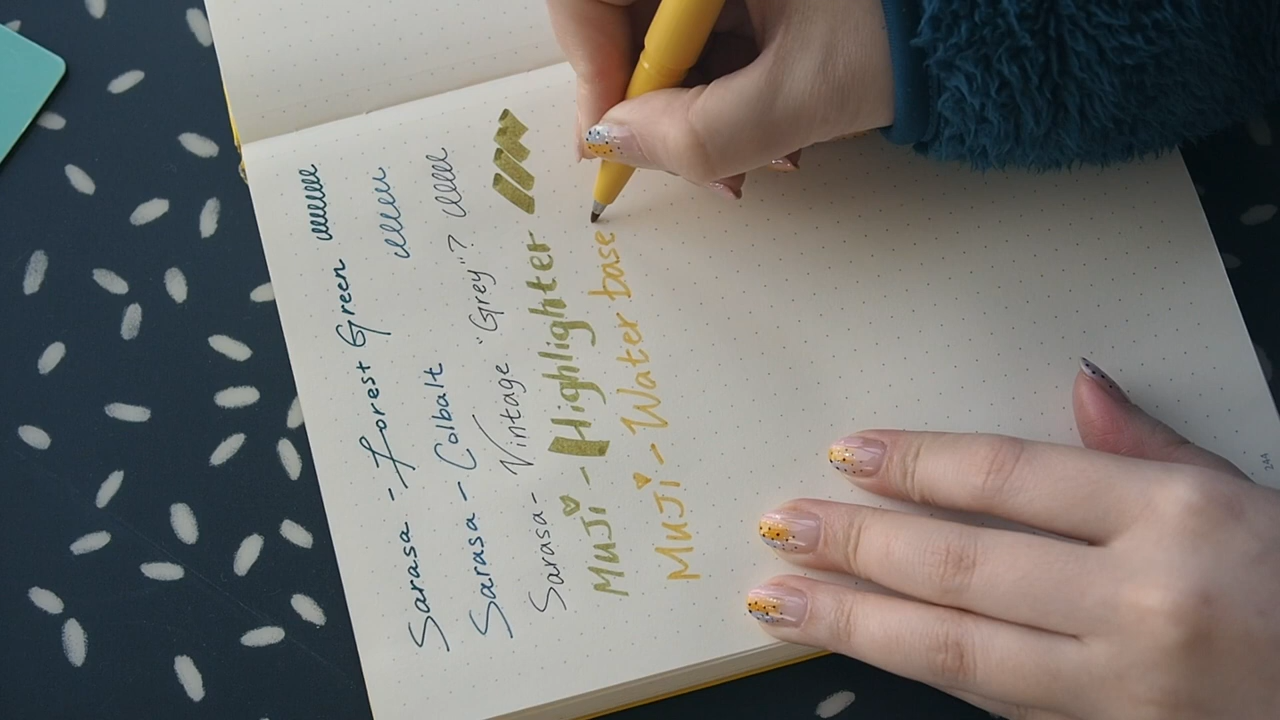 Sarasa - Forest Green
Sarasa - Colbalt
Sarasa - Vintage "Grey"?
MUJI - Highlighter
MUJI - Water base